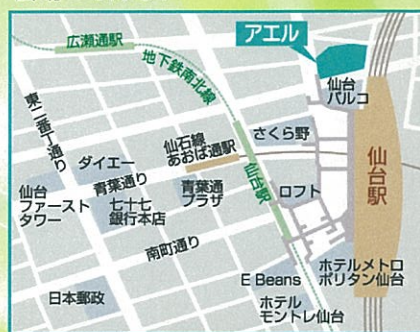 広瀬通駅
アエル
地下鉄南北線
仙台
パルコ
東二番丁通り
ダイエー
仙石線
あおば通駅
さくら野
仙台駅
仙台駅
仙台
ファースト
タワー
青葉通り
七十七
銀行本店
青葉通
プラザ
ロフト
南町通り
日本郵政
E Beans
ホテルメトロ
ポリタン仙台
ホテル
モントレ仙台